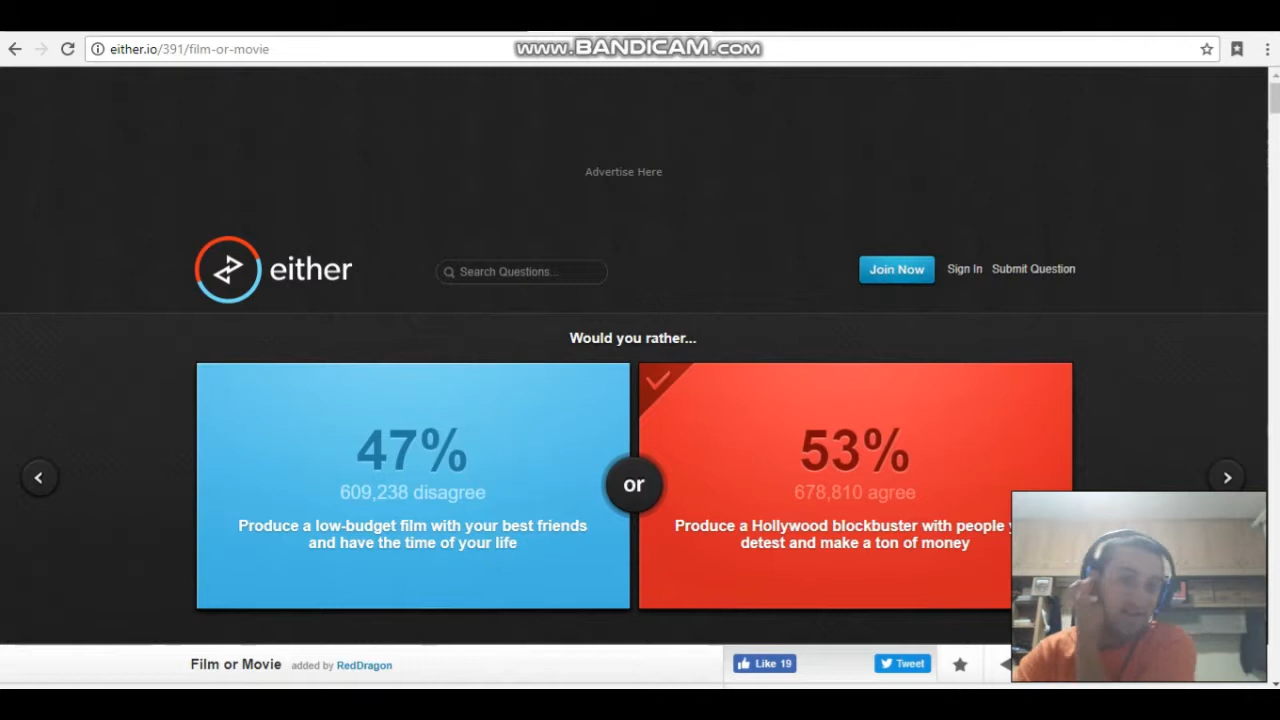 www.BANDICAM.com
either.io/391/film-or-movie
Advertise Here
either
Search Questions...
Join Now
Sign In
Submit Question
Would you rather...
47%
609,238 disagree
Produce a low-budget film with your best friends
and have the time of your life
or
53%
678,810 agree
Produce a Hollywood blockbuster with people
detest and make a ton of money
Film or Movie added by RedDragon
Like 19
Tweet